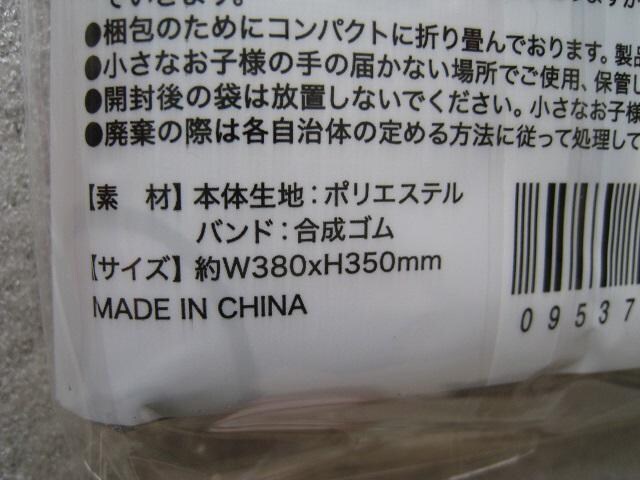 ていきます。
●梱包のためにコンパクトに折り畳んでおります。製品
●小さなお子様の手の届かない場所でご使用、保管し
●開封後の袋は放置しないでください。小さなお子様
●廃棄の際は各自治体の定める方法に従って処理して
【素　材】本体生地：ポリエステル
バンド：合成ゴム
【サイズ】約W380xH350mm
MADE IN CHINA
09537